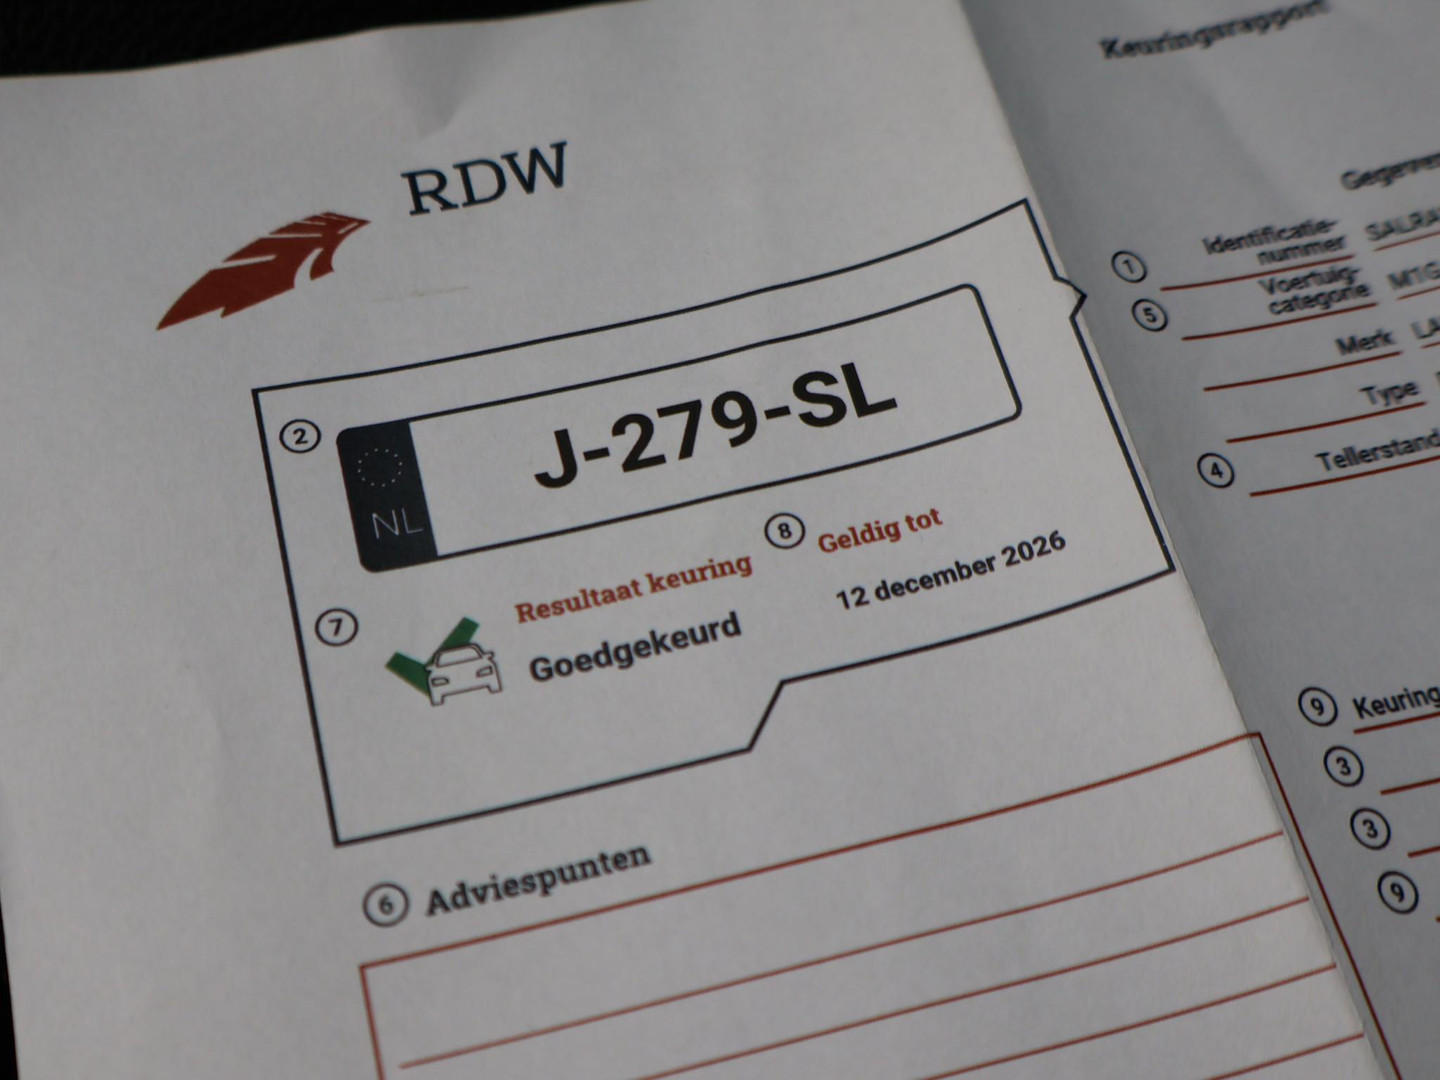 RDW
2
NL
J-279-SL
7
Resultaat keuring
Goedgekeurd
8
Geldig tot
12 december 2026
6 Adviespunten
Keuringsrapport
1 Identificatie-
nummer
5 Voertuig-
categorie
Merk
Type
4 Tellerstand
9 Keuring
3
3
9